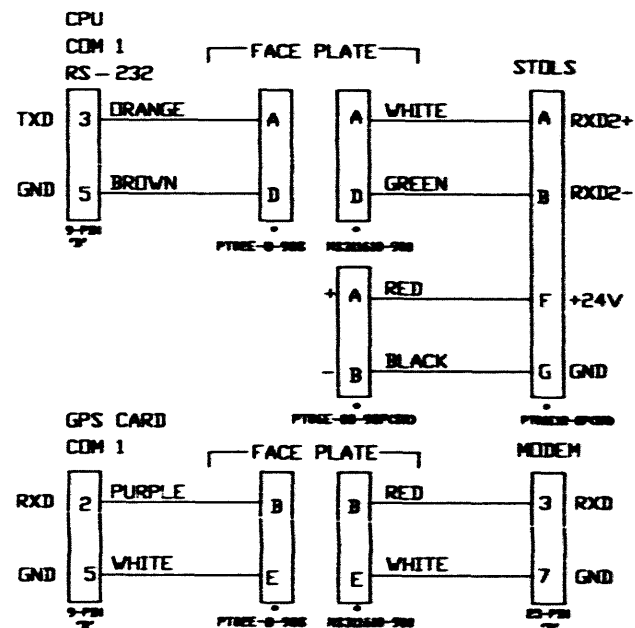 CPU
COM 1
RS-232
FACE PLATE
STOLS
TXD 3 ORANGE A A WHITE A RXD2+
GND 5 BROWN D D GREEN B RXD2-
9-PIN
+ A RED F +24V
- B BLACK G GND
GPS CARD
COM 1
FACE PLATE
MODEM
RXD 2 PURPLE B B RED 3 RXD
GND 5 WHITE E E WHITE 7 GND
9-PIN